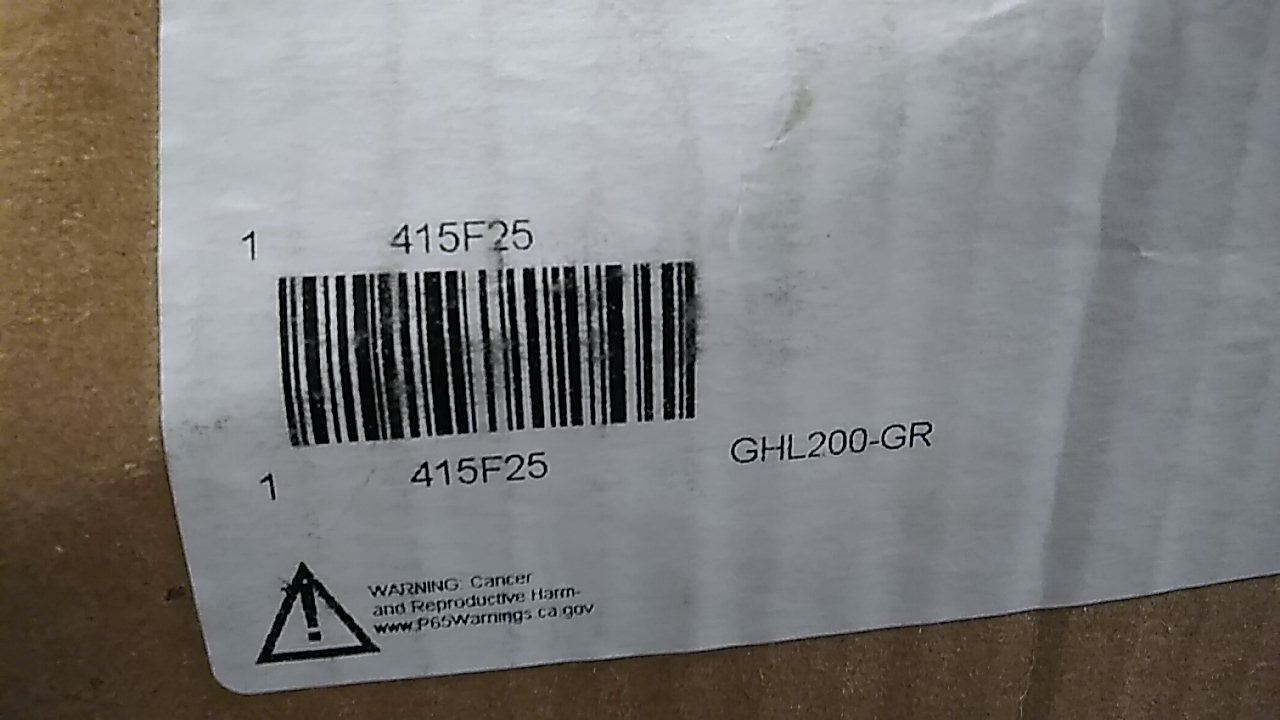 1 415F25
1 415F25 GHL200-GR
WARNING: Cancer
and Reproductive Harm-
www.P65Warnings.ca.gov